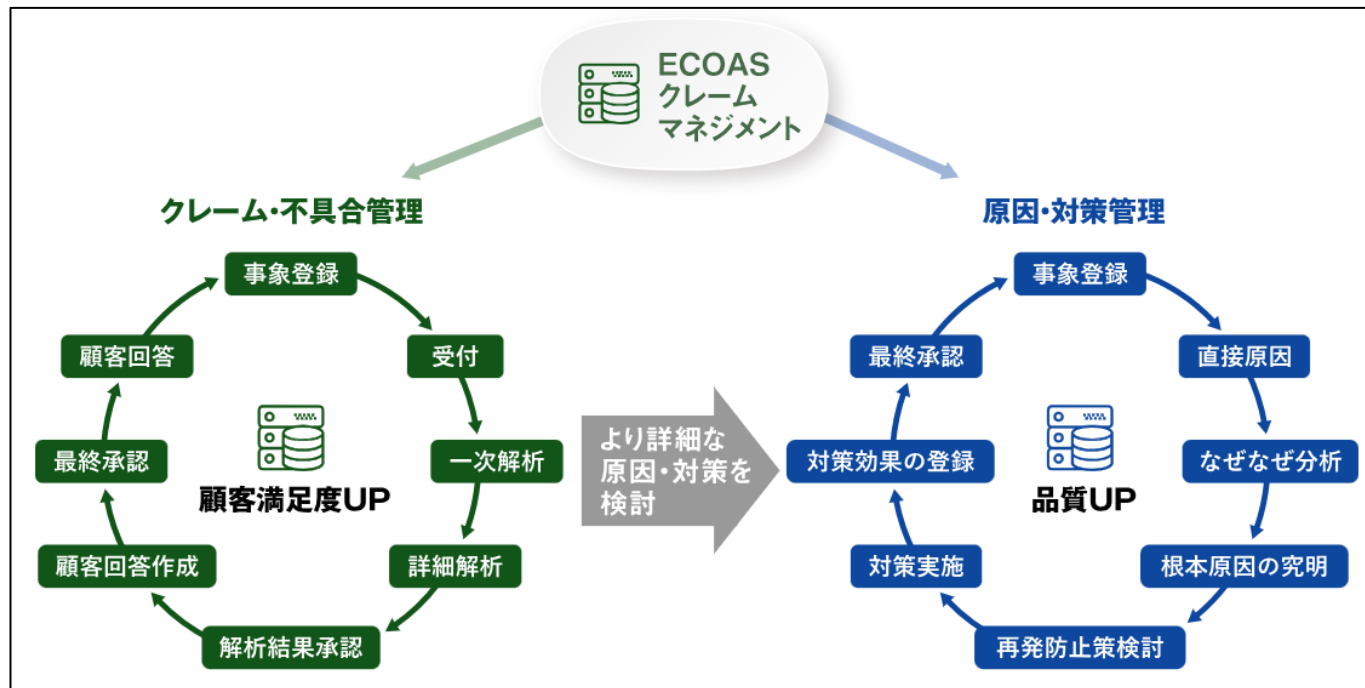 ECOAS
クレーム
マネジメント
クレーム・不具合管理
事象登録
受付
一次解析
詳細解析
解析結果承認
顧客回答作成
最終承認
顧客回答
顧客満足度UP
より詳細な
原因・対策を
検討
原因・対策管理
事象登録
直接原因
なぜなぜ分析
根本原因の究明
再発防止策検討
対策実施
対策効果の登録
最終承認
品質UP